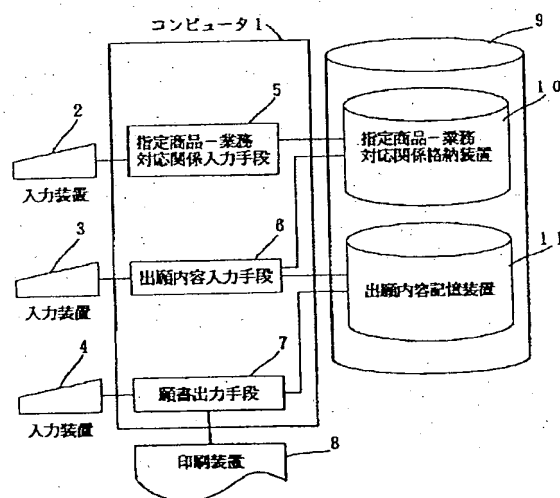 コンピュータ1
9
10
5
2
指定商品－業務
対応関係入力手段
指定商品－業務
対応関係格納装置
入力装置
3
6
11
出願内容入力手段
出願内容記憶装置
入力装置
4
7
願書出力手段
入力装置
8
印刷装置